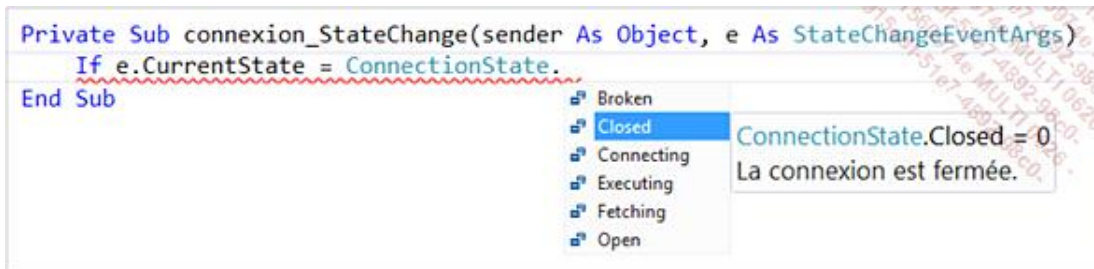 Private Sub connexion_StateChange(sender As Object, e As StateChangeEventArgs)
If e.CurrentState = ConnectionState.
End Sub
Broken
Closed
Connecting
Executing
Fetching
Open
ConnectionState.Closed = 0
La connexion est fermée.